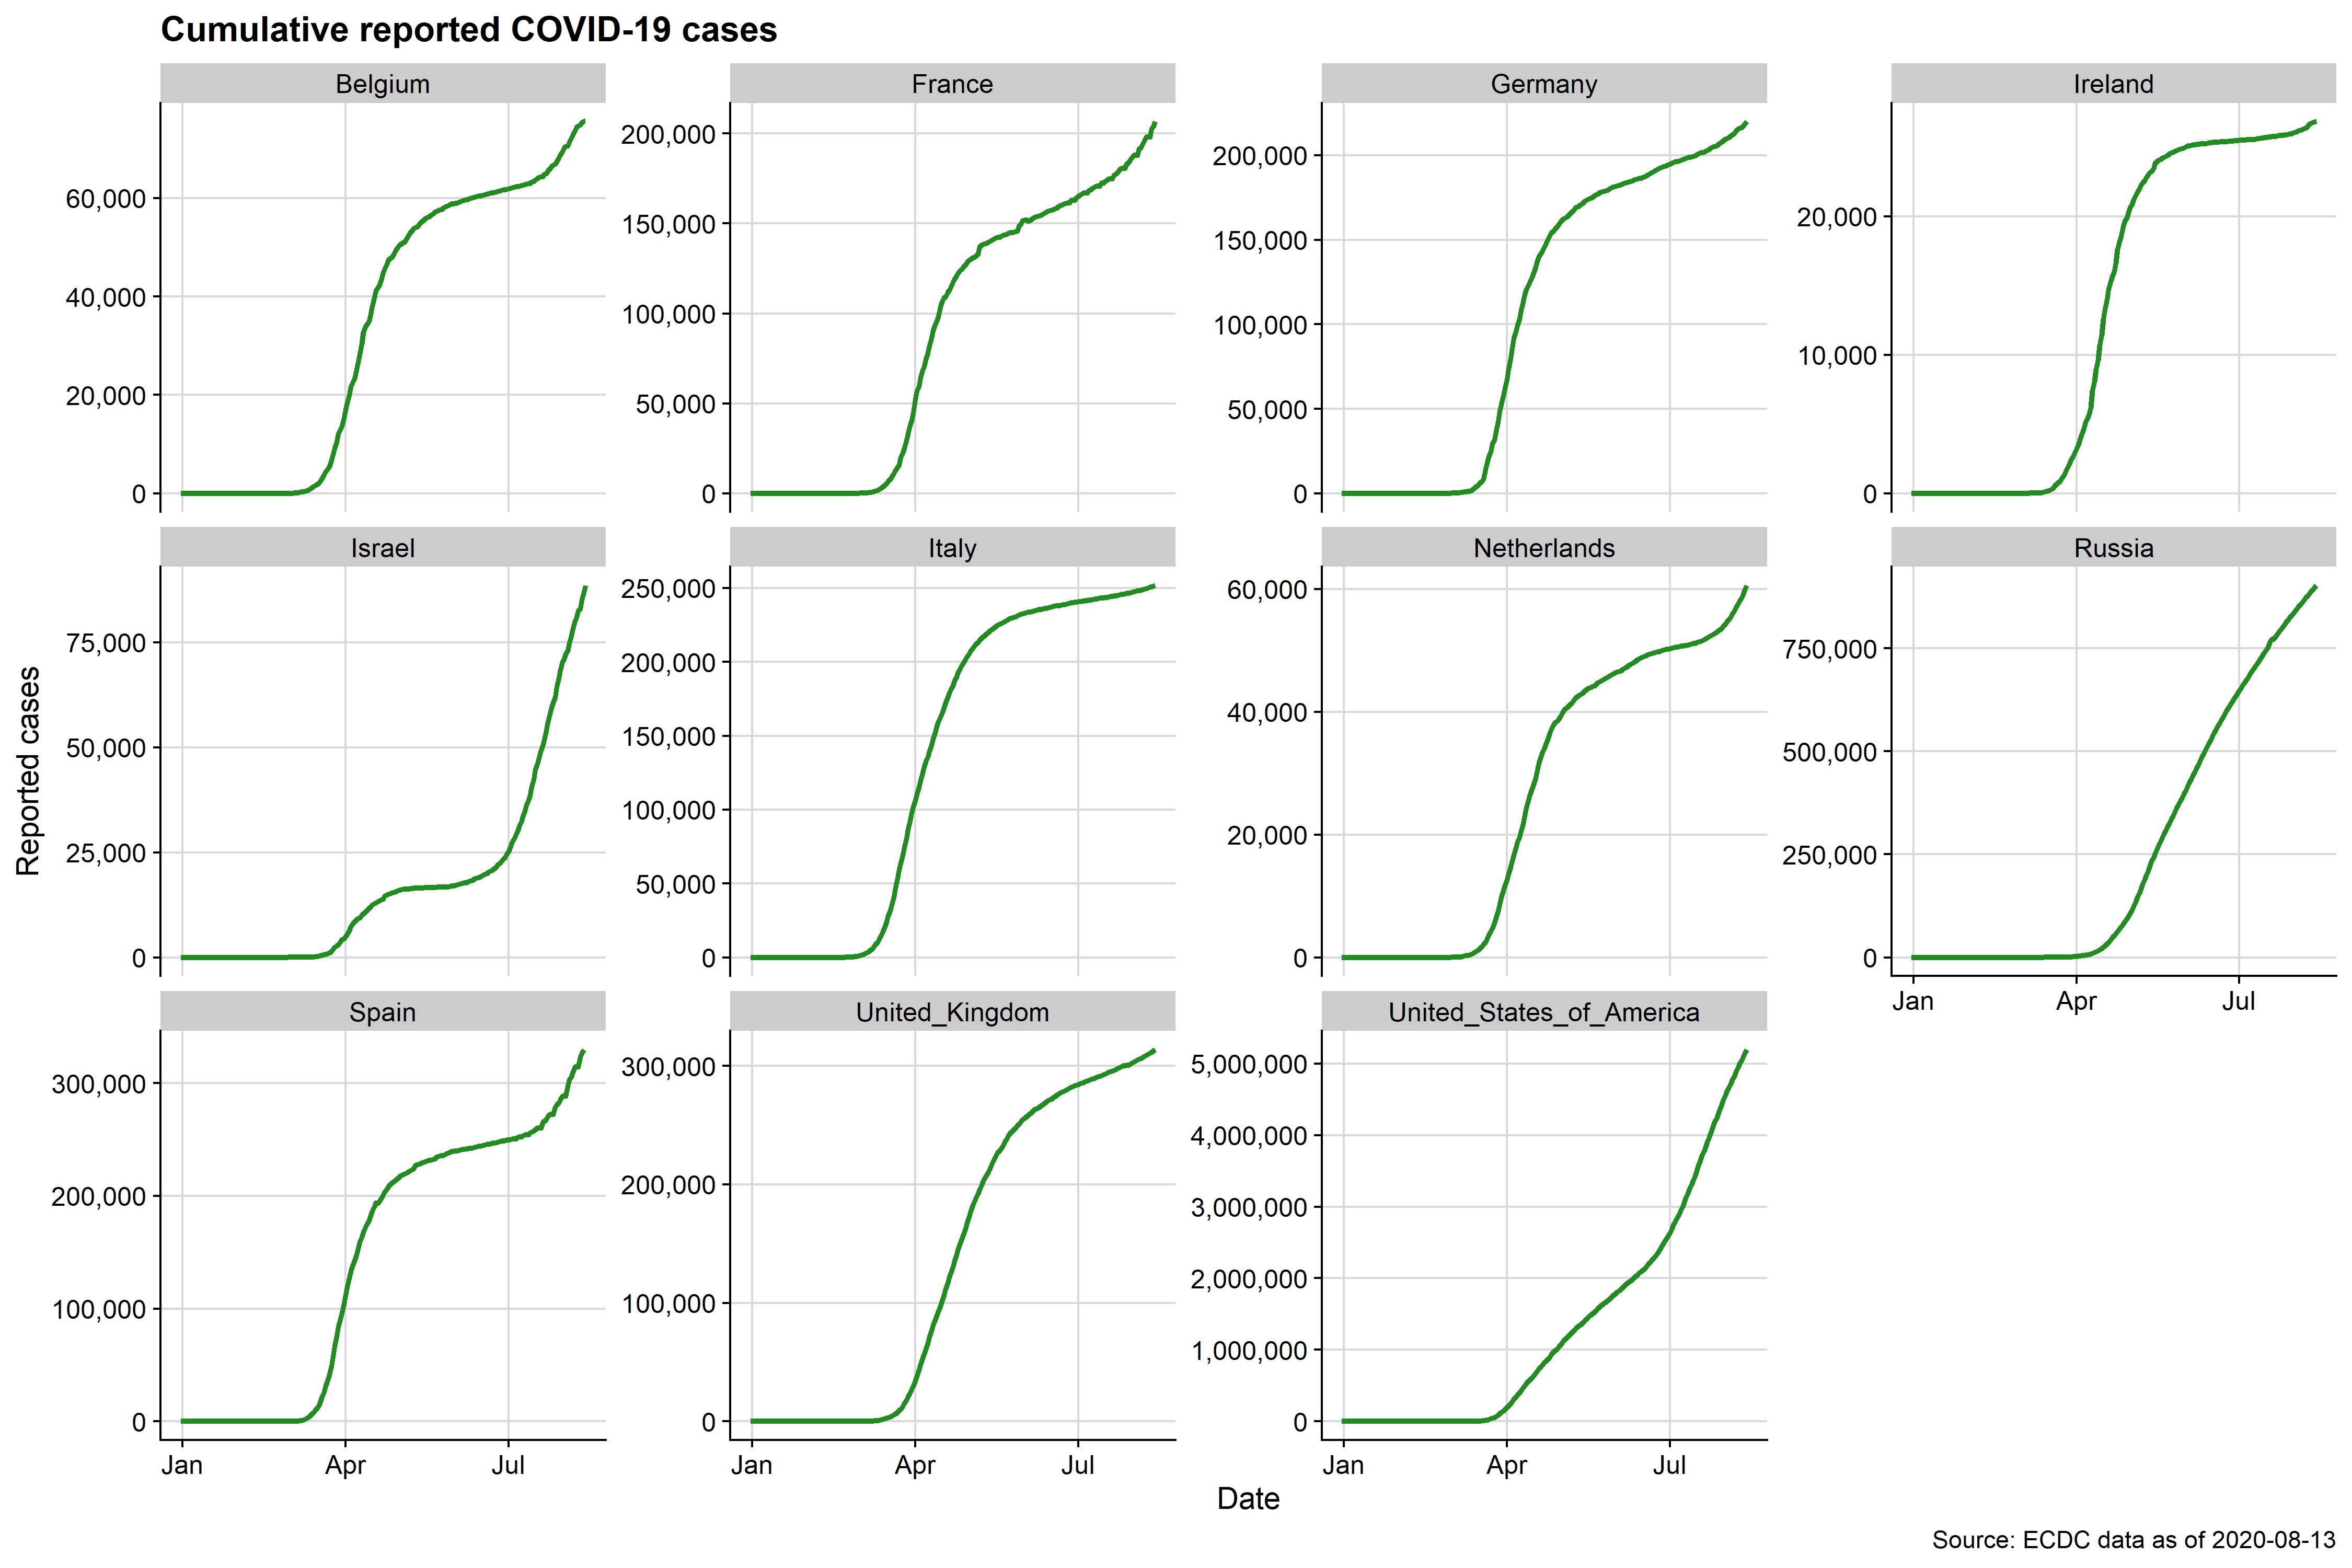 Cumulative reported COVID-19 cases
Belgium
France
Germany
Ireland
60,000
40,000
20,000
0
200,000
150,000
100,000
50,000
0
200,000
150,000
100,000
50,000
0
20,000
10,000
0
Israel
Italy
Netherlands
Russia
75,000
50,000
25,000
0
250,000
200,000
150,000
100,000
50,000
0
60,000
40,000
20,000
0
750,000
500,000
250,000
0
Jan Apr Jul
Reported cases
Spain
United_Kingdom
United_States_of_America
300,000
200,000
100,000
0
300,000
200,000
100,000
0
5,000,000
4,000,000
3,000,000
2,000,000
1,000,000
0
Jan Apr Jul
Jan Apr Jul
Jan Apr Jul
Date
Source: ECDC data as of 2020-08-13